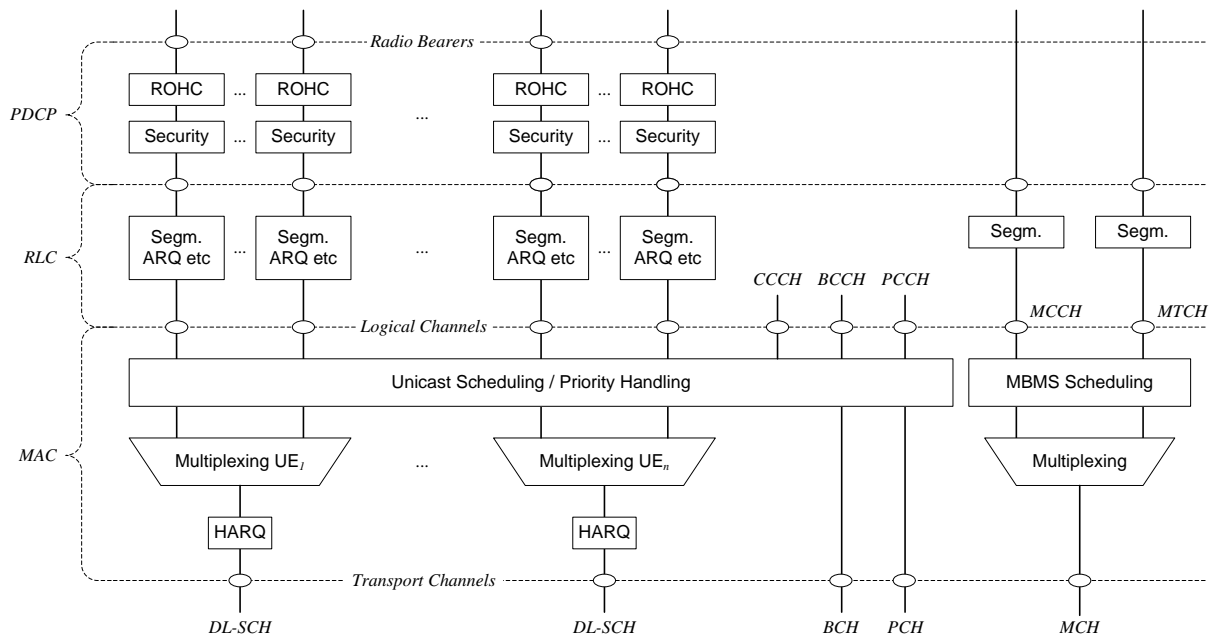 Radio Bearers
ROHC ... ROHC ROHC ... ROHC
PDCP ...
Security ... Security Security ... Security
Segm. Segm. Segm. Segm. Segm. Segm.
RLC ... ... ...
ARQ etc ARQ etc ARQ etc ARQ etc
CCCH BCCH PCCH
MCCH MTCH
Logical Channels
Unicast Scheduling / Priority Handling MBMS Scheduling
MAC Multiplexing UE1 ... Multiplexing UEn Multiplexing
HARQ HARQ
Transport Channels
DL-SCH DL-SCH BCH PCH MCH